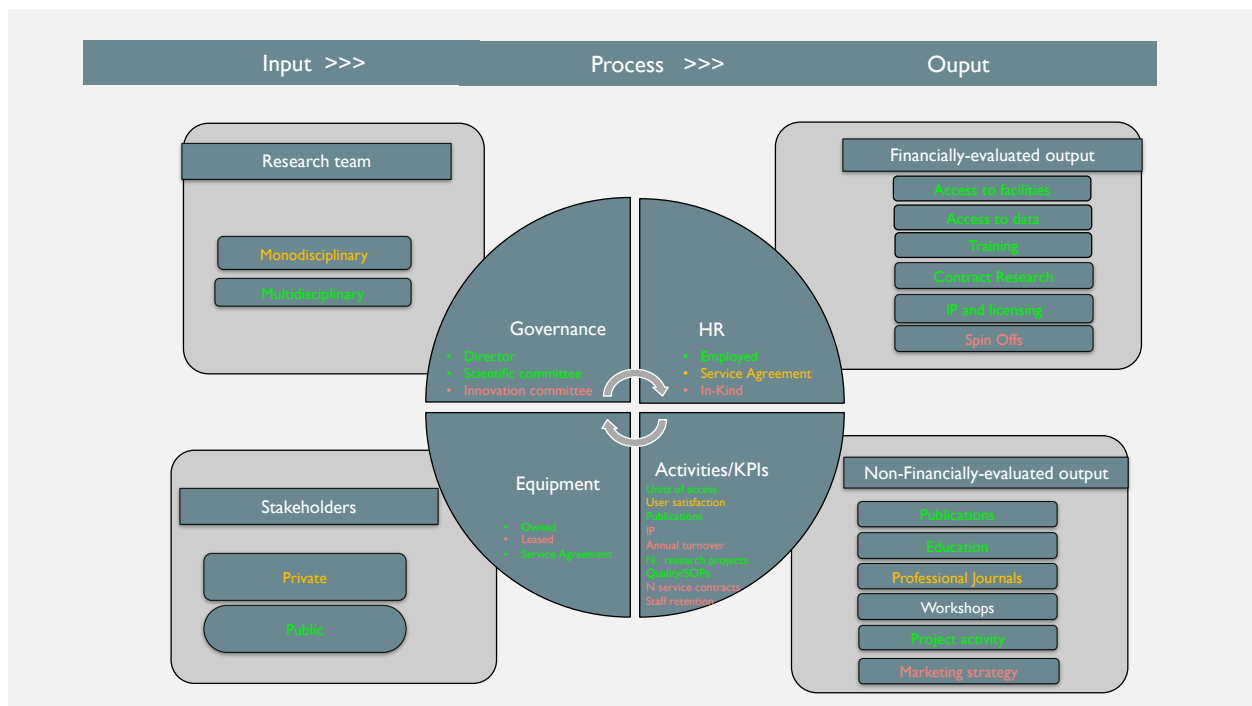 Input >>>
Process >>>
Ouput
Research team
Monodisciplinary
Multidisciplinary
Stakeholders
Private
Public
Governance
• Director
• Scientific committee
• Innovation committee
HR
• Employed
• Service Agreement
• In-Kind
Equipment
• Owned
• Leased
• Service Agreement
Activities/KPIs
Units of access
User satisfaction
Publications
IP
Annual turnover
N.- research projects
Quality/SOPs
N service contracts
Staff retention
Financially-evaluated output
Access to facilities
Access to data
Training
Contract Research
IP and licensing
Spin Offs
Non-Financially-evaluated output
Publications
Education
Professional Journals
Workshops
Project activity
Marketing strategy